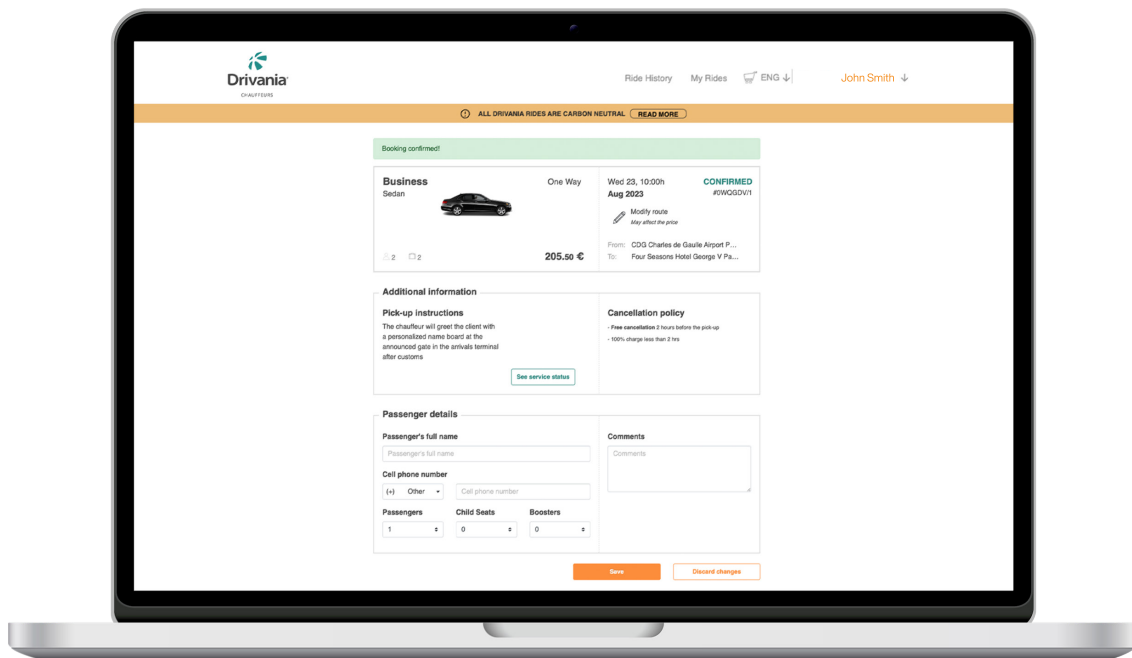 Drivania
CHAUFFEURS
Ride History
My Rides
ENG
John Smith
ALL DRIVANIA RIDES ARE CARBON NEUTRAL
READ MORE
Booking confirmed!
Business
Sedan
One Way
2
2
205.50 €
Wed 23, 10:00h
Aug 2023
CONFIRMED
#0WQGDV/1
Modify route
May affect the price
From: CDG Charles de Gaulle Airport P...
To: Four Seasons Hotel George V Pa...
Additional information
Pick-up instructions
The chauffeur will greet the client with
a personalized name board at the
announced gate in the arrivals terminal
after customs
See service status
Cancellation policy
- Free cancellation 2 hours before the pick-up
- 100% charge less than 2 hrs
Passenger details
Passenger's full name
Passenger's full name
Cell phone number
(+) Other
Cell phone number
Passengers
Child Seats
Boosters
1
0
0
Comments
Comments
Save
Discard changes